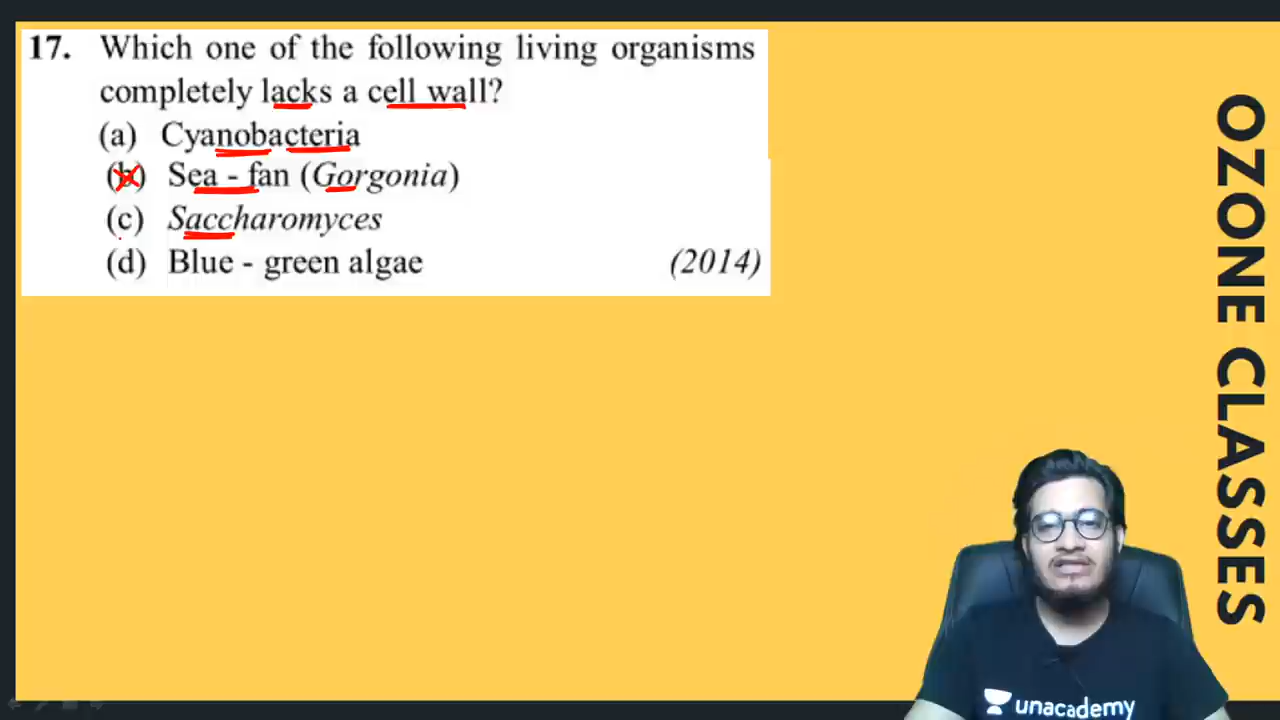 17. Which one of the following living organisms
completely lacks a cell wall?
(a) Cyanobacteria
(b) Sea - fan (Gorgonia)
(c) Saccharomyces
(d) Blue - green algae (2014)
OZONE CLASSES
unacademy